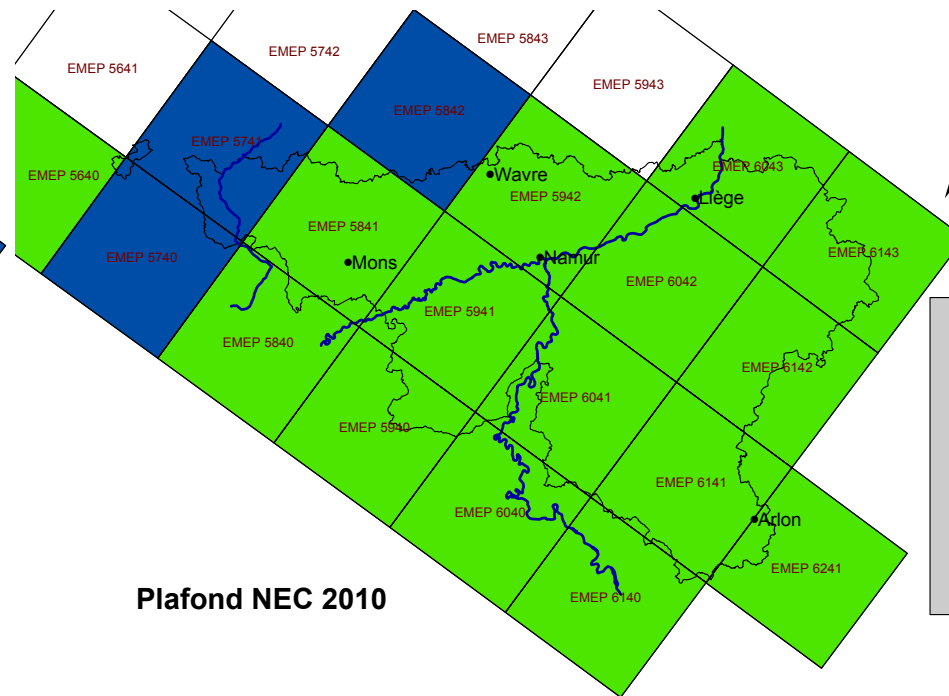 EMEP 5843
EMEP 5742
EMEP 5641
EMEP 5943
EMEP 5842
EMEP 5741
EMEP 6043
EMEP 5640
Wavre
EMEP 5942
Liège
EMEP 5841
EMEP 6143
EMEP 5740
Mons
Namur
EMEP 6042
EMEP 5941
EMEP 5840
EMEP 6142
EMEP 6041
EMEP 5940
EMEP 6141
EMEP 6040
Arlon
EMEP 6241
EMEP 6140
Plafond NEC 2010